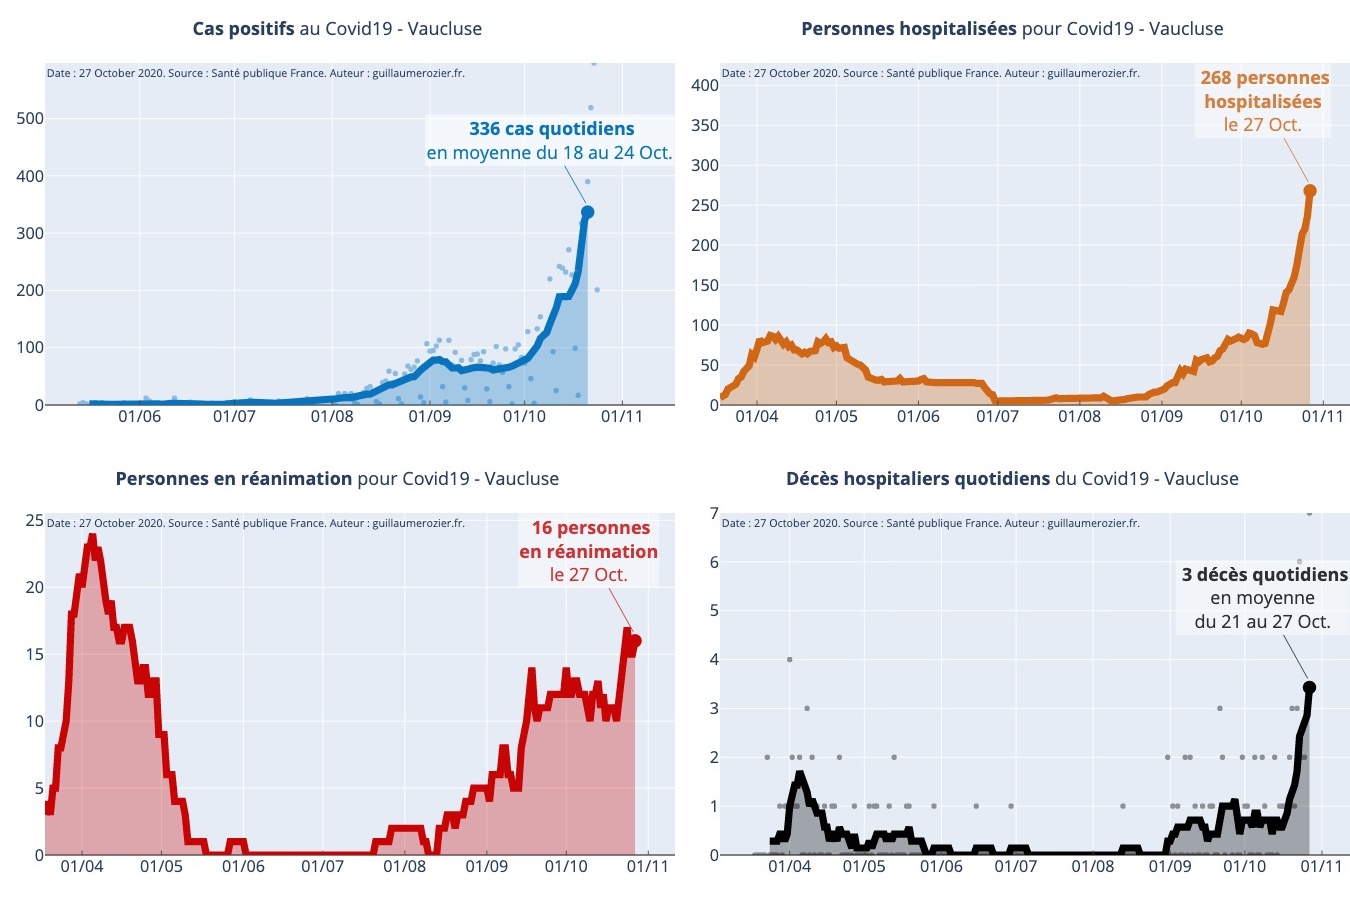 Cas positifs au Covid19 - Vaucluse
Date : 27 October 2020. Source : Santé publique France. Auteur : guillaumerozier.fr.
336 cas quotidiens
en moyenne du 18 au 24 Oct.
500
400
300
200
100
0
01/06 01/07 01/08 01/09 01/10 01/11
Personnes hospitalisées pour Covid19 - Vaucluse
Date : 27 October 2020. Source : Santé publique France. Auteur : guillaumerozier.fr.
268 personnes
hospitalisées
le 27 Oct.
400
350
300
250
200
150
100
50
0
01/04 01/05 01/06 01/07 01/08 01/09 01/10 01/11
Personnes en réanimation pour Covid19 - Vaucluse
Date : 27 October 2020. Source : Santé publique France. Auteur : guillaumerozier.fr.
16 personnes
en réanimation
le 27 Oct.
25
20
15
10
5
0
01/04 01/05 01/06 01/07 01/08 01/09 01/10 01/11
Décès hospitaliers quotidiens du Covid19 - Vaucluse
Date : 27 October 2020. Source : Santé publique France. Auteur : guillaumerozier.fr.
3 décès quotidiens
en moyenne
du 21 au 27 Oct.
7
6
5
4
3
2
1
0
01/04 01/05 01/06 01/07 01/08 01/09 01/10 01/11